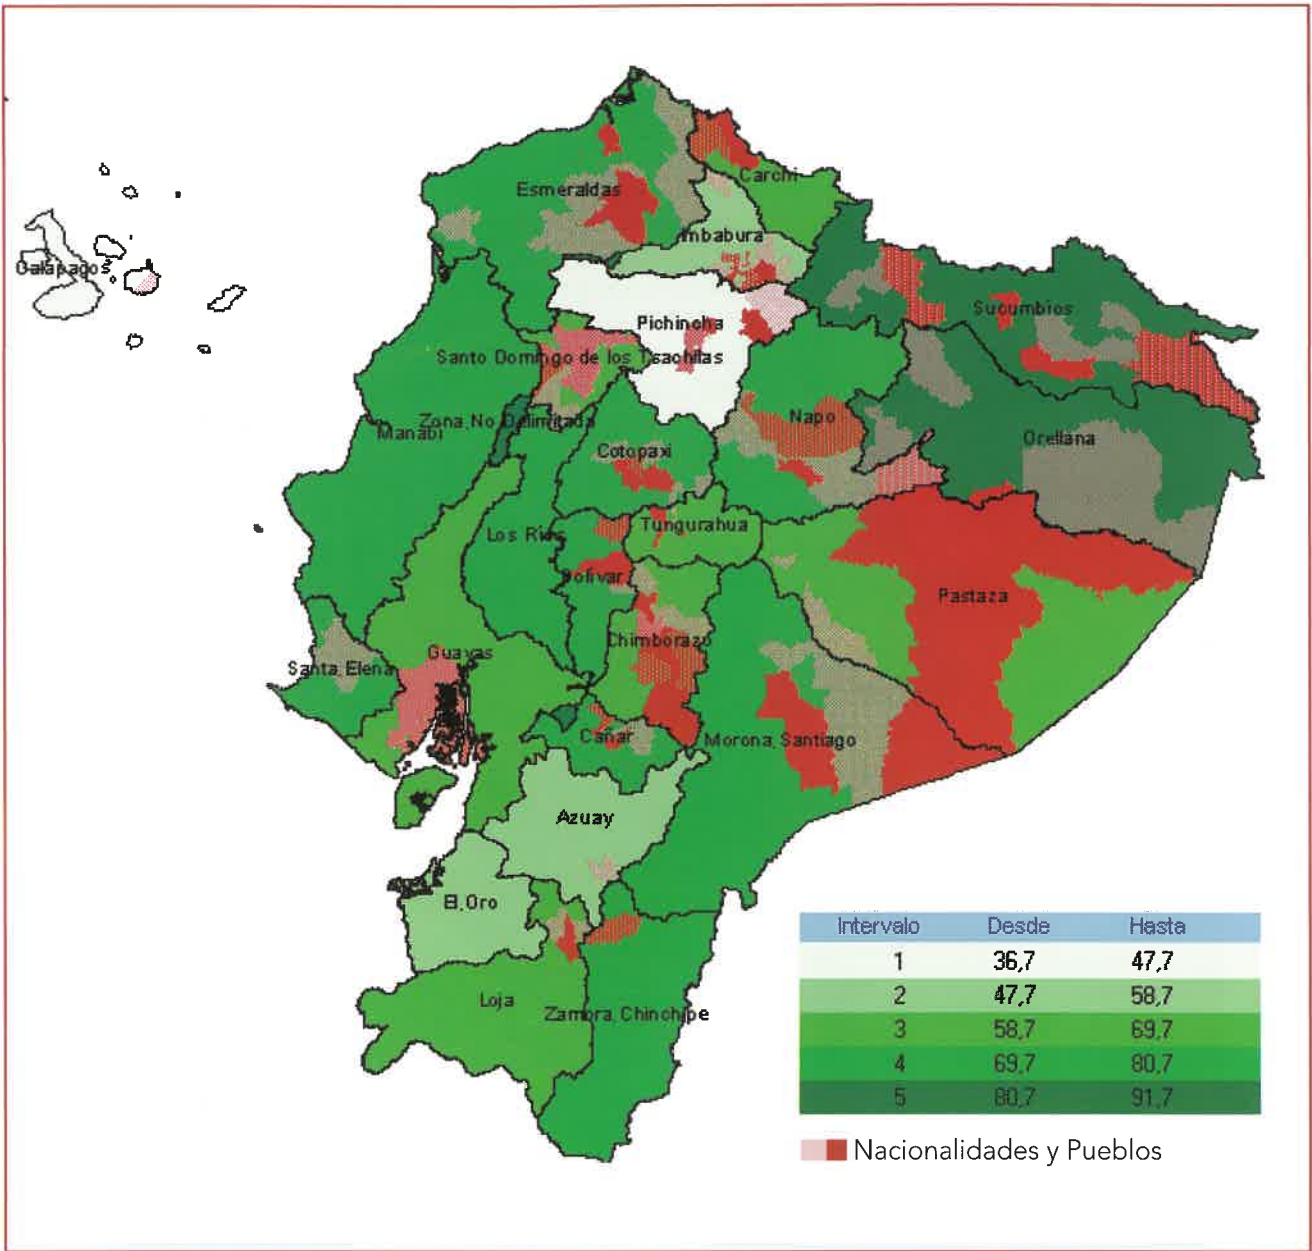 Carchi
Esmeraldas
Imbabura
Galápagos
Sucumbíos
Pichincha
Santo Domingo de los Tsachilas
Napo
Zona No Delimitada
Manabí
Orellana
Cotopaxi
Tungurahua
Los Ríos
Bolívar
Pastaza
Chimborazo
Guayas
Santa, Elena
Cañar
Morona, Santiago
Azuay
El, Oro
Loja
Zamora, Chinchipe
Intervalo Desde Hasta
1 36,7 47,7
2 47,7 58,7
3 58,7 69,7
4 69,7 80,7
5 80,7 91,7
Nacionalidades y Pueblos